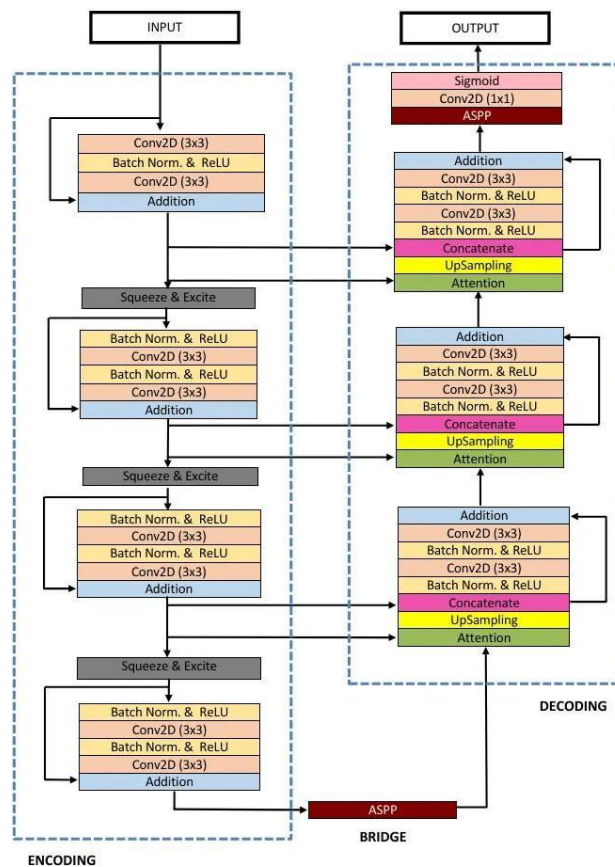 INPUT
Conv2D (3x3)
Batch Norm. & ReLU
Conv2D (3x3)
Addition
Squeeze & Excite
Batch Norm. & ReLU
Conv2D (3x3)
Batch Norm. & ReLU
Conv2D (3x3)
Addition
Squeeze & Excite
Batch Norm. & ReLU
Conv2D (3x3)
Batch Norm. & ReLU
Conv2D (3x3)
Addition
Squeeze & Excite
Batch Norm. & ReLU
Conv2D (3x3)
Batch Norm. & ReLU
Conv2D (3x3)
Addition
ENCODING
ASPP
BRIDGE
OUTPUT
Sigmoid
Conv2D (1x1)
ASPP
Addition
Conv2D (3x3)
Batch Norm. & ReLU
Conv2D (3x3)
Batch Norm. & ReLU
Concatenate
UpSampling
Attention
Addition
Conv2D (3x3)
Batch Norm. & ReLU
Conv2D (3x3)
Batch Norm. & ReLU
Concatenate
UpSampling
Attention
Addition
Conv2D (3x3)
Batch Norm. & ReLU
Conv2D (3x3)
Batch Norm. & ReLU
Concatenate
UpSampling
Attention
DECODING